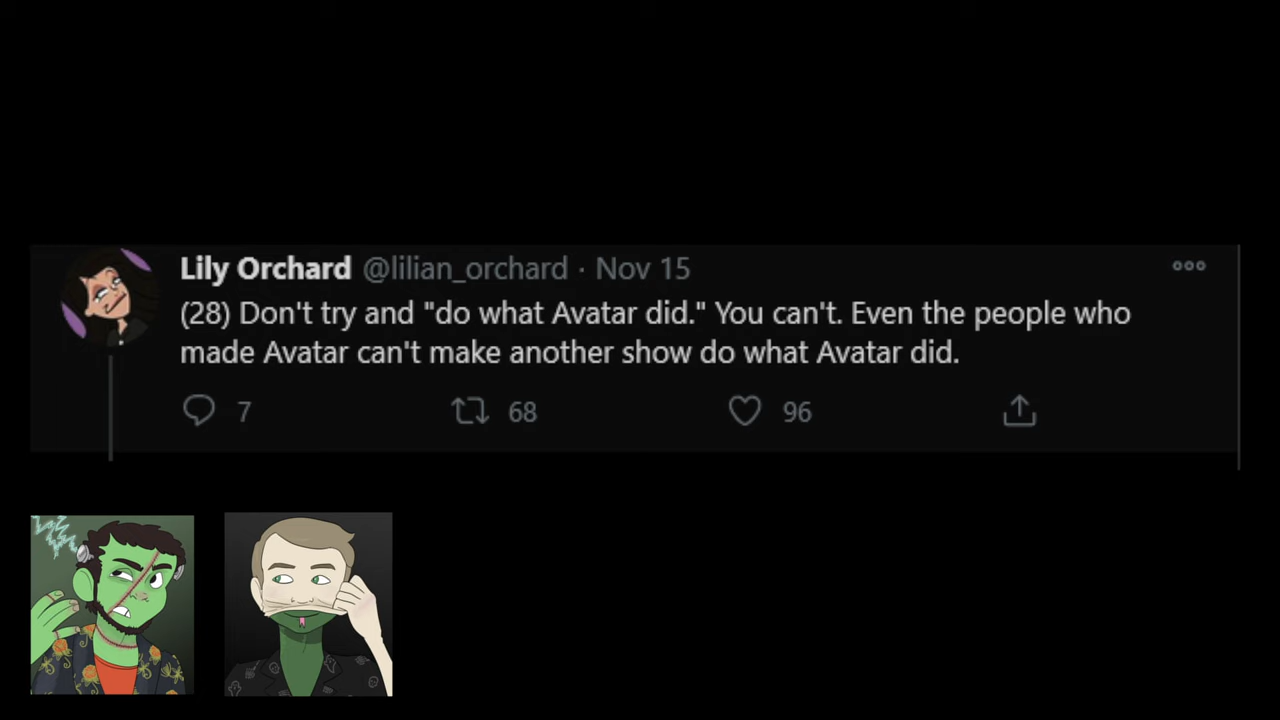 Lily Orchard @lilian_orchard · Nov 15
(28) Don't try and "do what Avatar did." You can't. Even the people who
made Avatar can't make another show do what Avatar did.
7 68 96